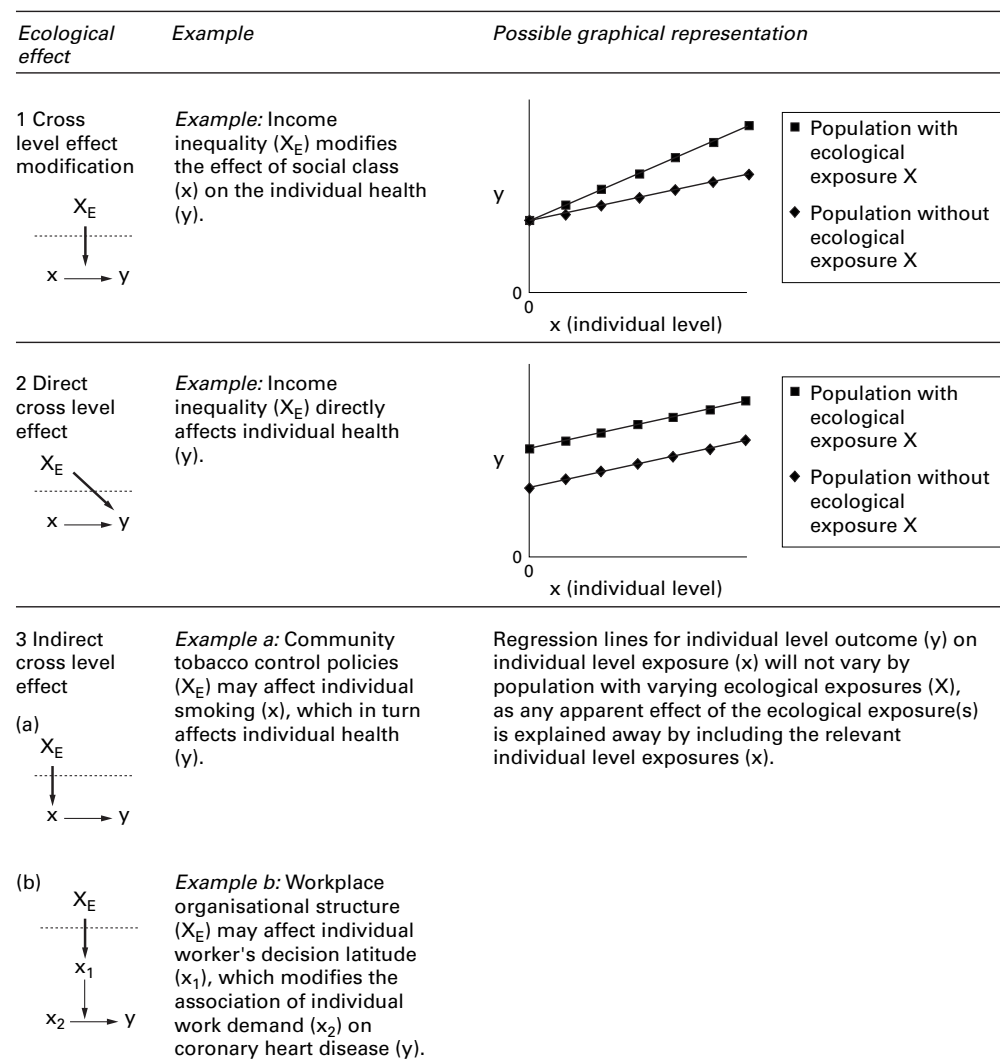 Ecological
effect
Example
Possible graphical representation
1 Cross
level effect
modification
X_E
x
y
Example: Income
inequality (X_E) modifies
the effect of social class
(x) on the individual health
(y).
y
0
0
x (individual level)
Population with
ecological
exposure X
Population without
ecological
exposure X
2 Direct
cross level
effect
X_E
x
y
Example: Income
inequality (X_E) directly
affects individual health
(y).
y
0
0
x (individual level)
Population with
ecological
exposure X
Population without
ecological
exposure X
3 Indirect
cross level
effect
(a)
X_E
x
y
Example a: Community
tobacco control policies
(X_E) may affect individual
smoking (x), which in turn
affects individual health
(y).
Regression lines for individual level outcome (y) on
individual level exposure (x) will not vary by
population with varying ecological exposures (X),
as any apparent effect of the ecological exposure(s)
is explained away by including the relevant
individual level exposures (x).
(b)
X_E
x_1
x_2
y
Example b: Workplace
organisational structure
(X_E) may affect individual
worker's decision latitude
(x_1), which modifies the
association of individual
work demand (x_2) on
coronary heart disease (y).